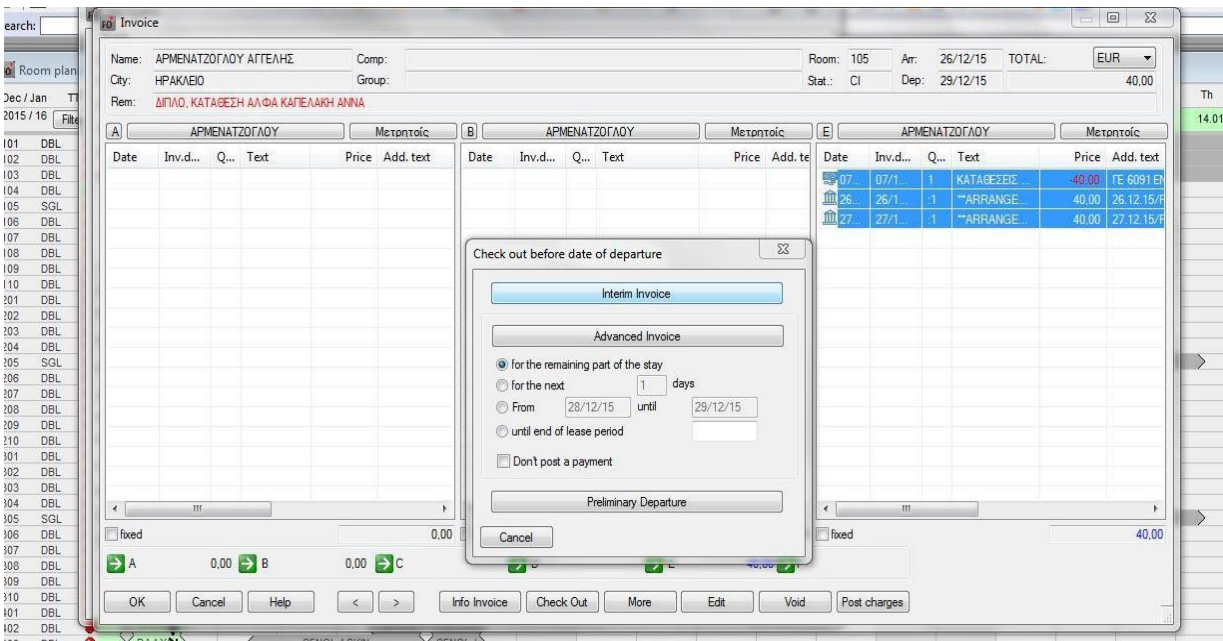 earch:
Invoice
Name: ΑΡΜΕΝΑΤΖΟΓΛΟΥ ΑΓΓΕΛΗΣ Comp: Room: 105 Arr: 26/12/15 TOTAL: EUR
City: ΗΡΑΚΛΕΙΟ Group: Stat.: CI Dep: 29/12/15 40,00
Rem: ΔΙΠΛΟ, ΚΑΤΑΘΕΣΗ ΑΛΦΑ ΚΑΠΕΛΑΚΗ ΑΝΝΑ
Room plan
Dec / Jan
2015 / 16 Filte
Th
14.01
A ΑΡΜΕΝΑΤΖΟΓΛΟΥ Μετρητοίς B ΑΡΜΕΝΑΤΖΟΓΛΟΥ Μετρητοίς E ΑΡΜΕΝΑΤΖΟΓΛΟΥ Μετρητοίς
Date Inv.d... Q... Text Price Add. text Date Inv.d... Q... Text Price Add. te Date Inv.d... Q... Text Price Add. text
07... 07/1... 1 ΚΑΤΑΘΕΣΕΙΣ ... -40,00 ΓΕ 6091 ΕΝ
26... 26/1... :1 **ARRANGE... 40,00 26.12.15/F
27... 27/1... :1 **ARRANGE... 40,00 27.12.15/F
101 DBL
102 DBL
103 DBL
104 DBL
105 SGL
106 DBL
107 DBL
108 DBL
109 DBL
110 DBL
201 DBL
202 DBL
203 DBL
204 DBL
205 SGL
206 DBL
207 DBL
208 DBL
209 DBL
210 DBL
301 DBL
302 DBL
303 DBL
304 DBL
305 SGL
306 DBL
307 DBL
308 DBL
309 DBL
310 DBL
401 DBL
402 DBL
Check out before date of departure
Interim Invoice
Advanced Invoice
for the remaining part of the stay
for the next 1 days
From 28/12/15 until 29/12/15
until end of lease period
Don't post a payment
Preliminary Departure
Cancel
fixed 0,00 fixed 40,00
A 0,00 B 0,00 C
OK Cancel Help < > Info Invoice Check Out More Edit Void Post charges